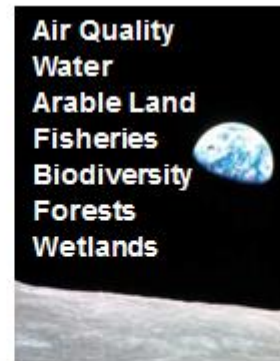 Air Quality
Water
Arable Land
Fisheries
Biodiversity
Forests
Wetlands